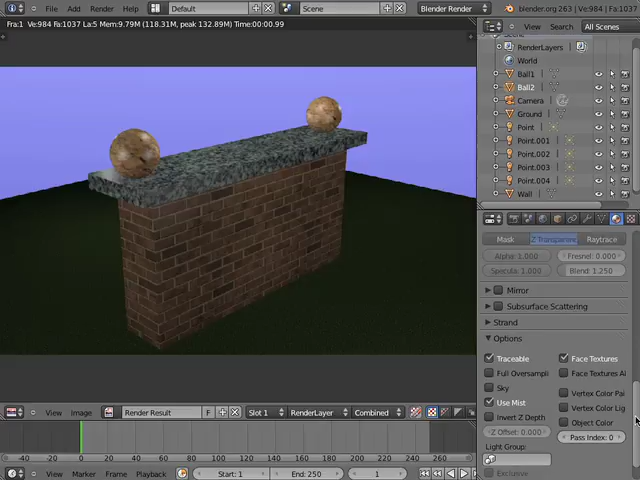 File Add Render Help Default Scene Blender Render blender.org 263 | Ve:984 | Fa:1037
Fra:1 Ve:984 Fa:1037 La:5 Mem:9.79M (118.31M, peak 132.89M) Time:00:00.99
View Search All Scenes
RenderLayers
World
Ball1
Ball2
Camera
Ground
Point
Point.001
Point.002
Point.003
Point.004
Wall
Mask Z Transparenc Raytrace
Alpha: 1.000 Fresnel: 0.000
Specula: 1.000 Blend: 1.250
Mirror
Subsurface Scattering
Strand
Options
Traceable Face Textures
Full Oversampli Face Textures Al
Sky Vertex Color Pai
Use Mist Vertex Color Lig
Invert Z Depth Object Color
Z Offset: 0.000 Pass Index: 0
Light Group:
Exclusive
View Image Render Result F Slot 1 RenderLayer Combined
-40 -20 0 20 40 60 80 100 120 140 160 180 200 220 240 260
View Marker Frame Playback Start: 1 End: 250 1